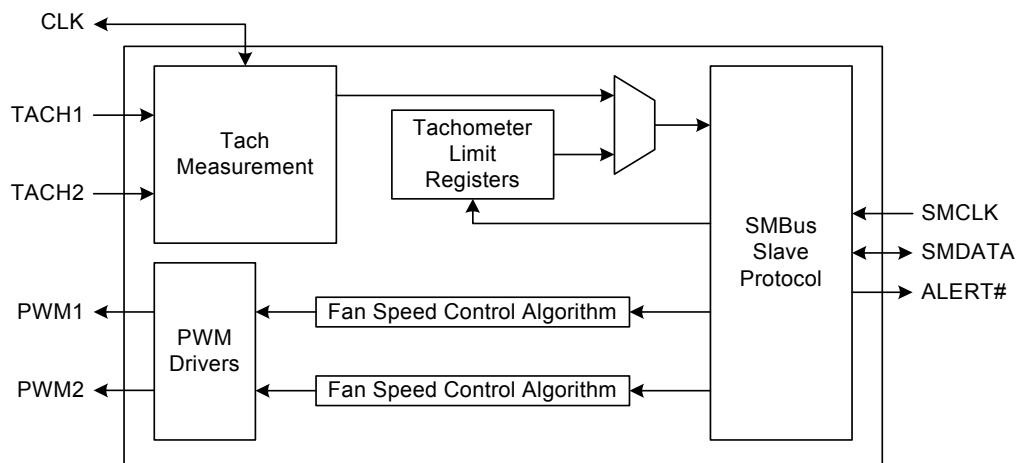 CLK
TACH1
TACH2
Tach
Measurement
Tachometer
Limit
Registers
SMBus
Slave
Protocol
SMCLK
SMDATA
ALERT#
PWM1
PWM2
PWM
Drivers
Fan Speed Control Algorithm
Fan Speed Control Algorithm